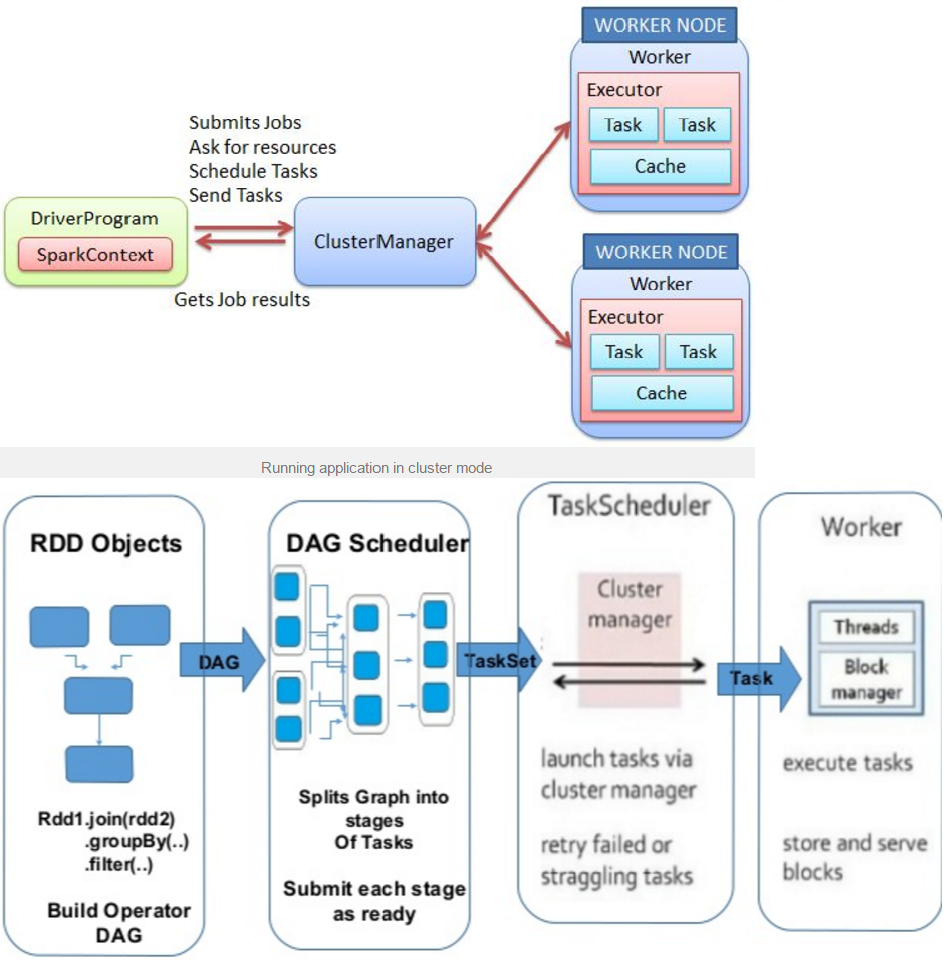 WORKER NODE
Worker
Executor
Task Task
Cache
Submits Jobs
Ask for resources
Schedule Tasks
Send Tasks
DriverProgram
SparkContext
ClusterManager
Gets Job results
WORKER NODE
Worker
Executor
Task Task
Cache
Running application in cluster mode
RDD Objects
Rdd1.join(rdd2)
.groupBy(..)
.filter(..)
Build Operator
DAG
DAG
DAG Scheduler
Splits Graph into
stages
Of Tasks
Submit each stage
as ready
TaskSet
TaskScheduler
Cluster
manager
launch tasks via
cluster manager
retry failed or
straggling tasks
Task
Worker
Threads
Block
manager
execute tasks
store and serve
blocks